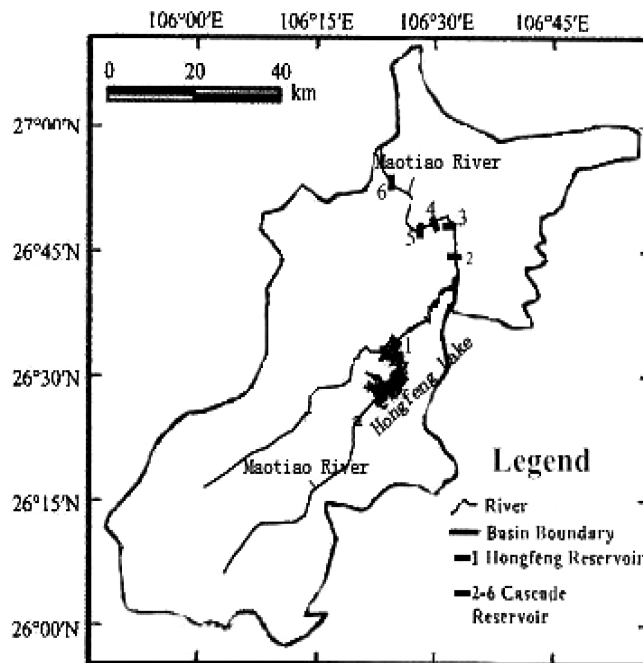 106°00'E 106°15'E 106°30'E 106°45'E
0 20 40
km
27°00'N
Maotiao River
6
4
3
5
26°45'N
2
1
Hongfeng Lake
26°30'N
Maotiao River
Legend
26°15'N
River
Basin Boundary
1 Hongfeng Reservoir
2-6 Cascade
Reservoir
26°00'N